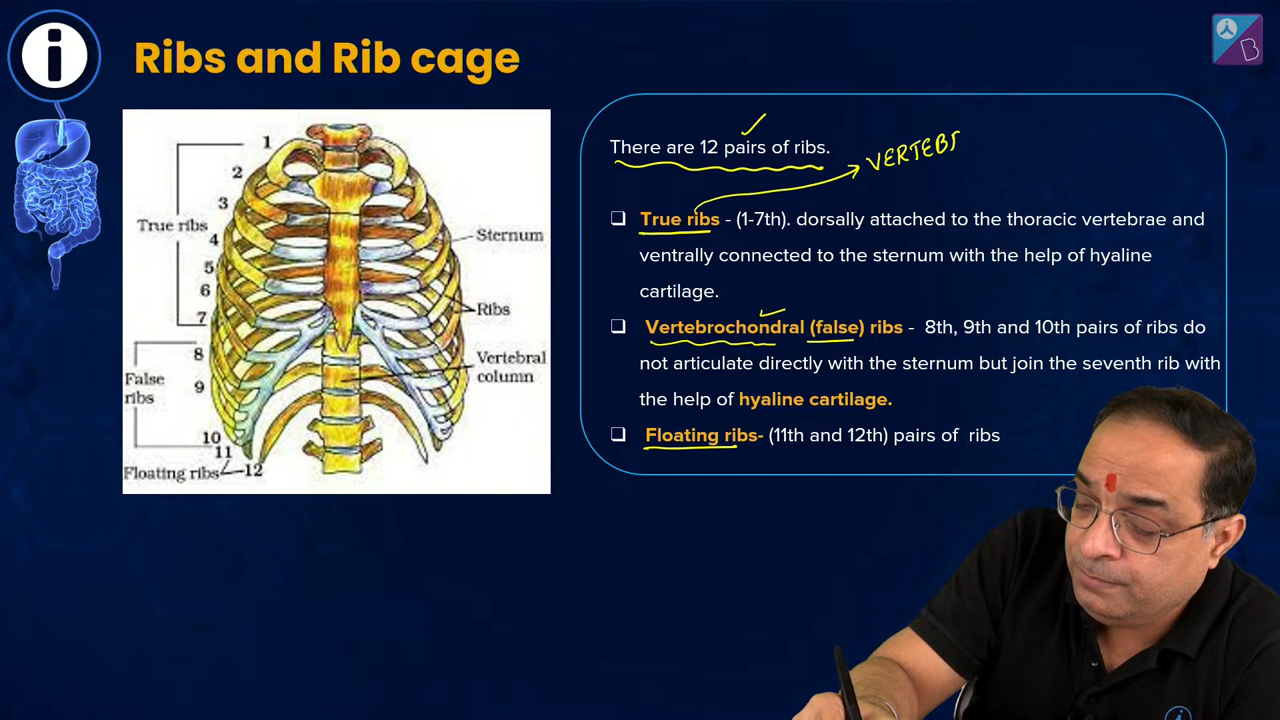 i
Ribs and Rib cage
B
There are 12 pairs of ribs.
VERTEBS
True ribs - (1-7th). dorsally attached to the thoracic vertebrae and
ventrally connected to the sternum with the help of hyaline
cartilage.
Vertebrochondral (false) ribs - 8th, 9th and 10th pairs of ribs do
not articulate directly with the sternum but join the seventh rib with
the help of hyaline cartilage.
Floating ribs- (11th and 12th) pairs of ribs
1
2
3
True ribs
4
5
6
7
8
False
ribs
9
10
11
Floating ribs 12
Sternum
Ribs
Vertebral
column